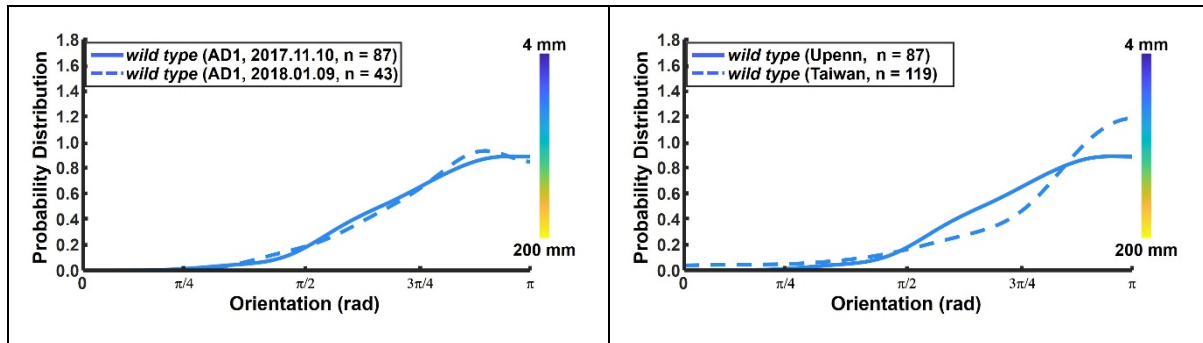 1.8
1.6
1.4
1.2
1.0
0.8
0.6
0.4
0.2
0.0
Probability Distribution
wild type (AD1, 2017.11.10, n = 87)
wild type (AD1, 2018.01.09, n = 43)
4 mm
200 mm
0
π/4
π/2
3π/4
π
Orientation (rad)
1.8
1.6
1.4
1.2
1.0
0.8
0.6
0.4
0.2
0.0
Probability Distribution
wild type (Upenn, n = 87)
wild type (Taiwan, n = 119)
4 mm
200 mm
0
π/4
π/2
3π/4
π
Orientation (rad)